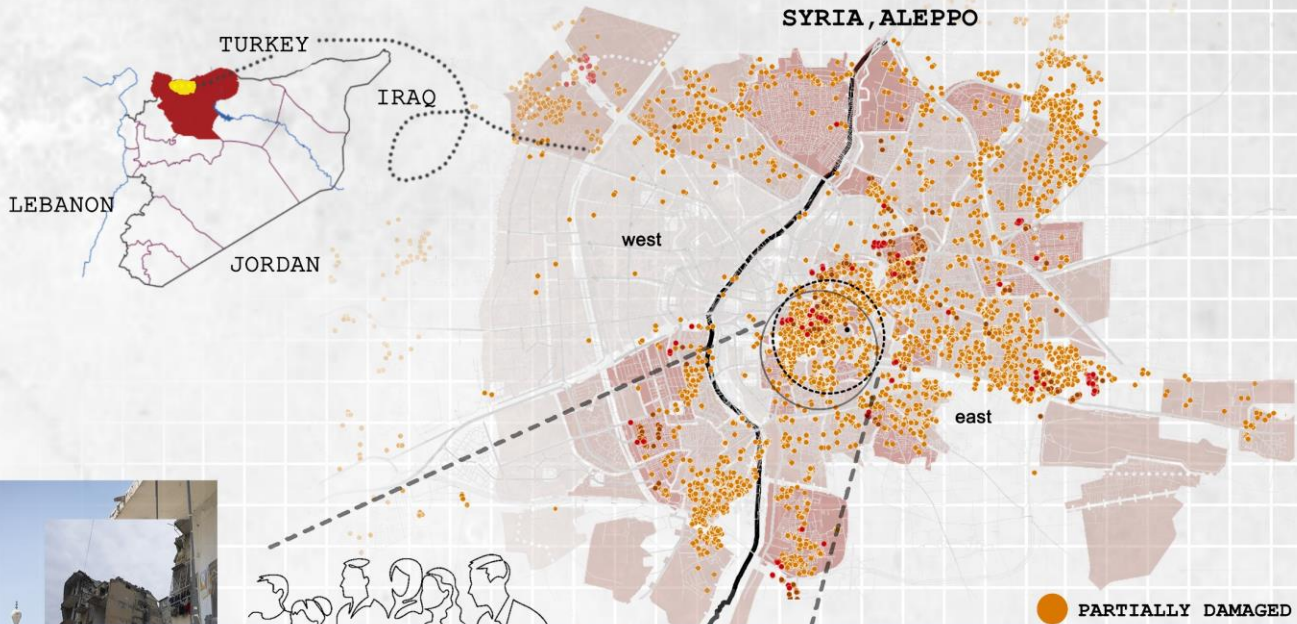 SYRIA,ALEPPO
TURKEY
IRAQ
LEBANON
JORDAN
west
east
PARTIALLY DAMAGED